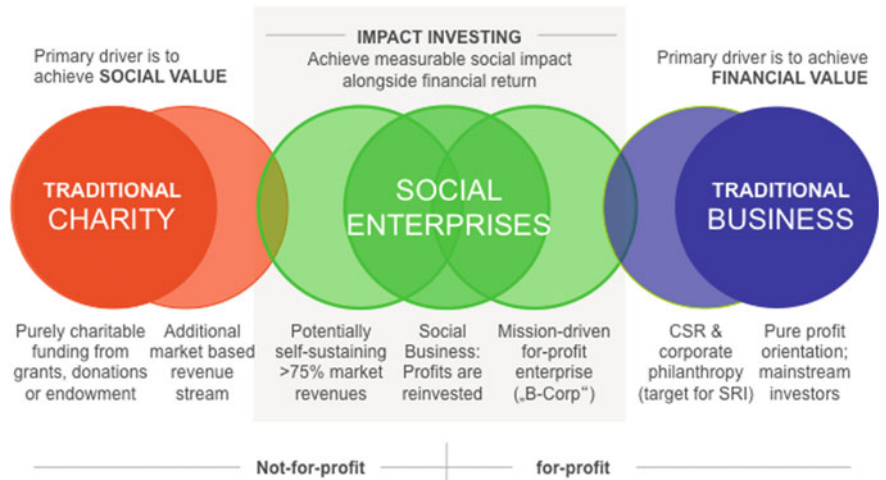 IMPACT INVESTING
Primary driver is to
achieve SOCIAL VALUE
Achieve measurable social impact
alongside financial return
Primary driver is to achieve
FINANCIAL VALUE
TRADITIONAL
CHARITY
SOCIAL
ENTERPRISES
TRADITIONAL
BUSINESS
Purely charitable
funding from
grants, donations
or endowment
Additional
market based
revenue
stream
Potentially
self-sustaining
>75% market
revenues
Social
Business:
Profits are
reinvested
Mission-driven
for-profit
enterprise
(„B-Corp“)
CSR &
corporate
philanthropy
(target for SRI)
Pure profit
orientation;
mainstream
investors
Not-for-profit
for-profit